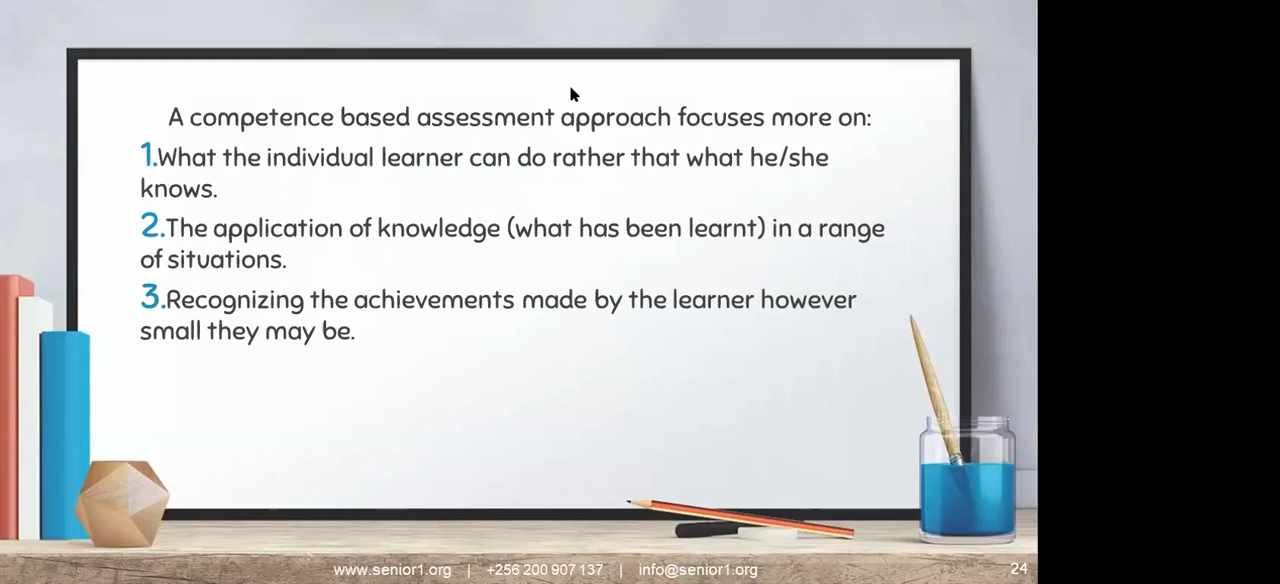 A competence based assessment approach focuses more on:
1.What the individual learner can do rather that what he/she
knows.
2.The application of knowledge (what has been learnt) in a range
of situations.
3.Recognizing the achievements made by the learner however
small they may be.
www.senior1.org | +256 200 907 137 | info@senior1.org
24